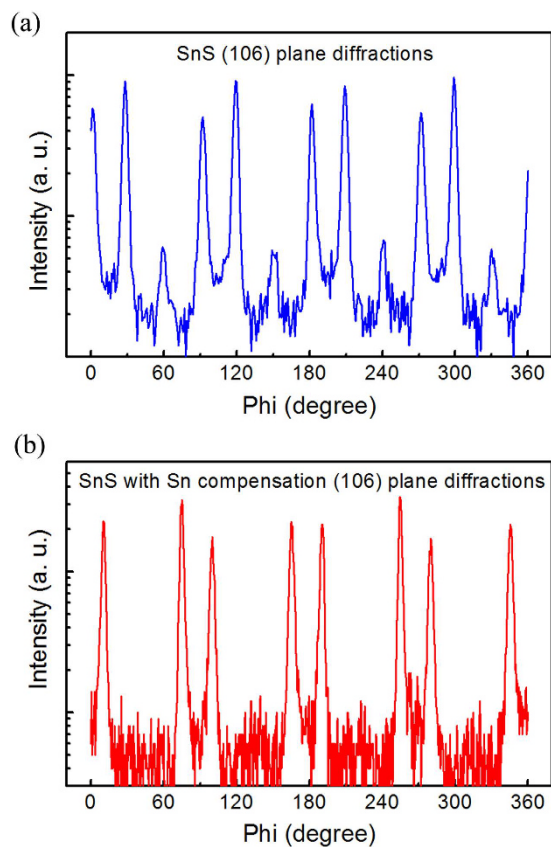 (a)
SnS (106) plane diffractions
Intensity (a. u.)
0 60 120 180 240 300 360
Phi (degree)
(b)
SnS with Sn compensation (106) plane diffractions
Intensity (a. u.)
0 60 120 180 240 300 360
Phi (degree)